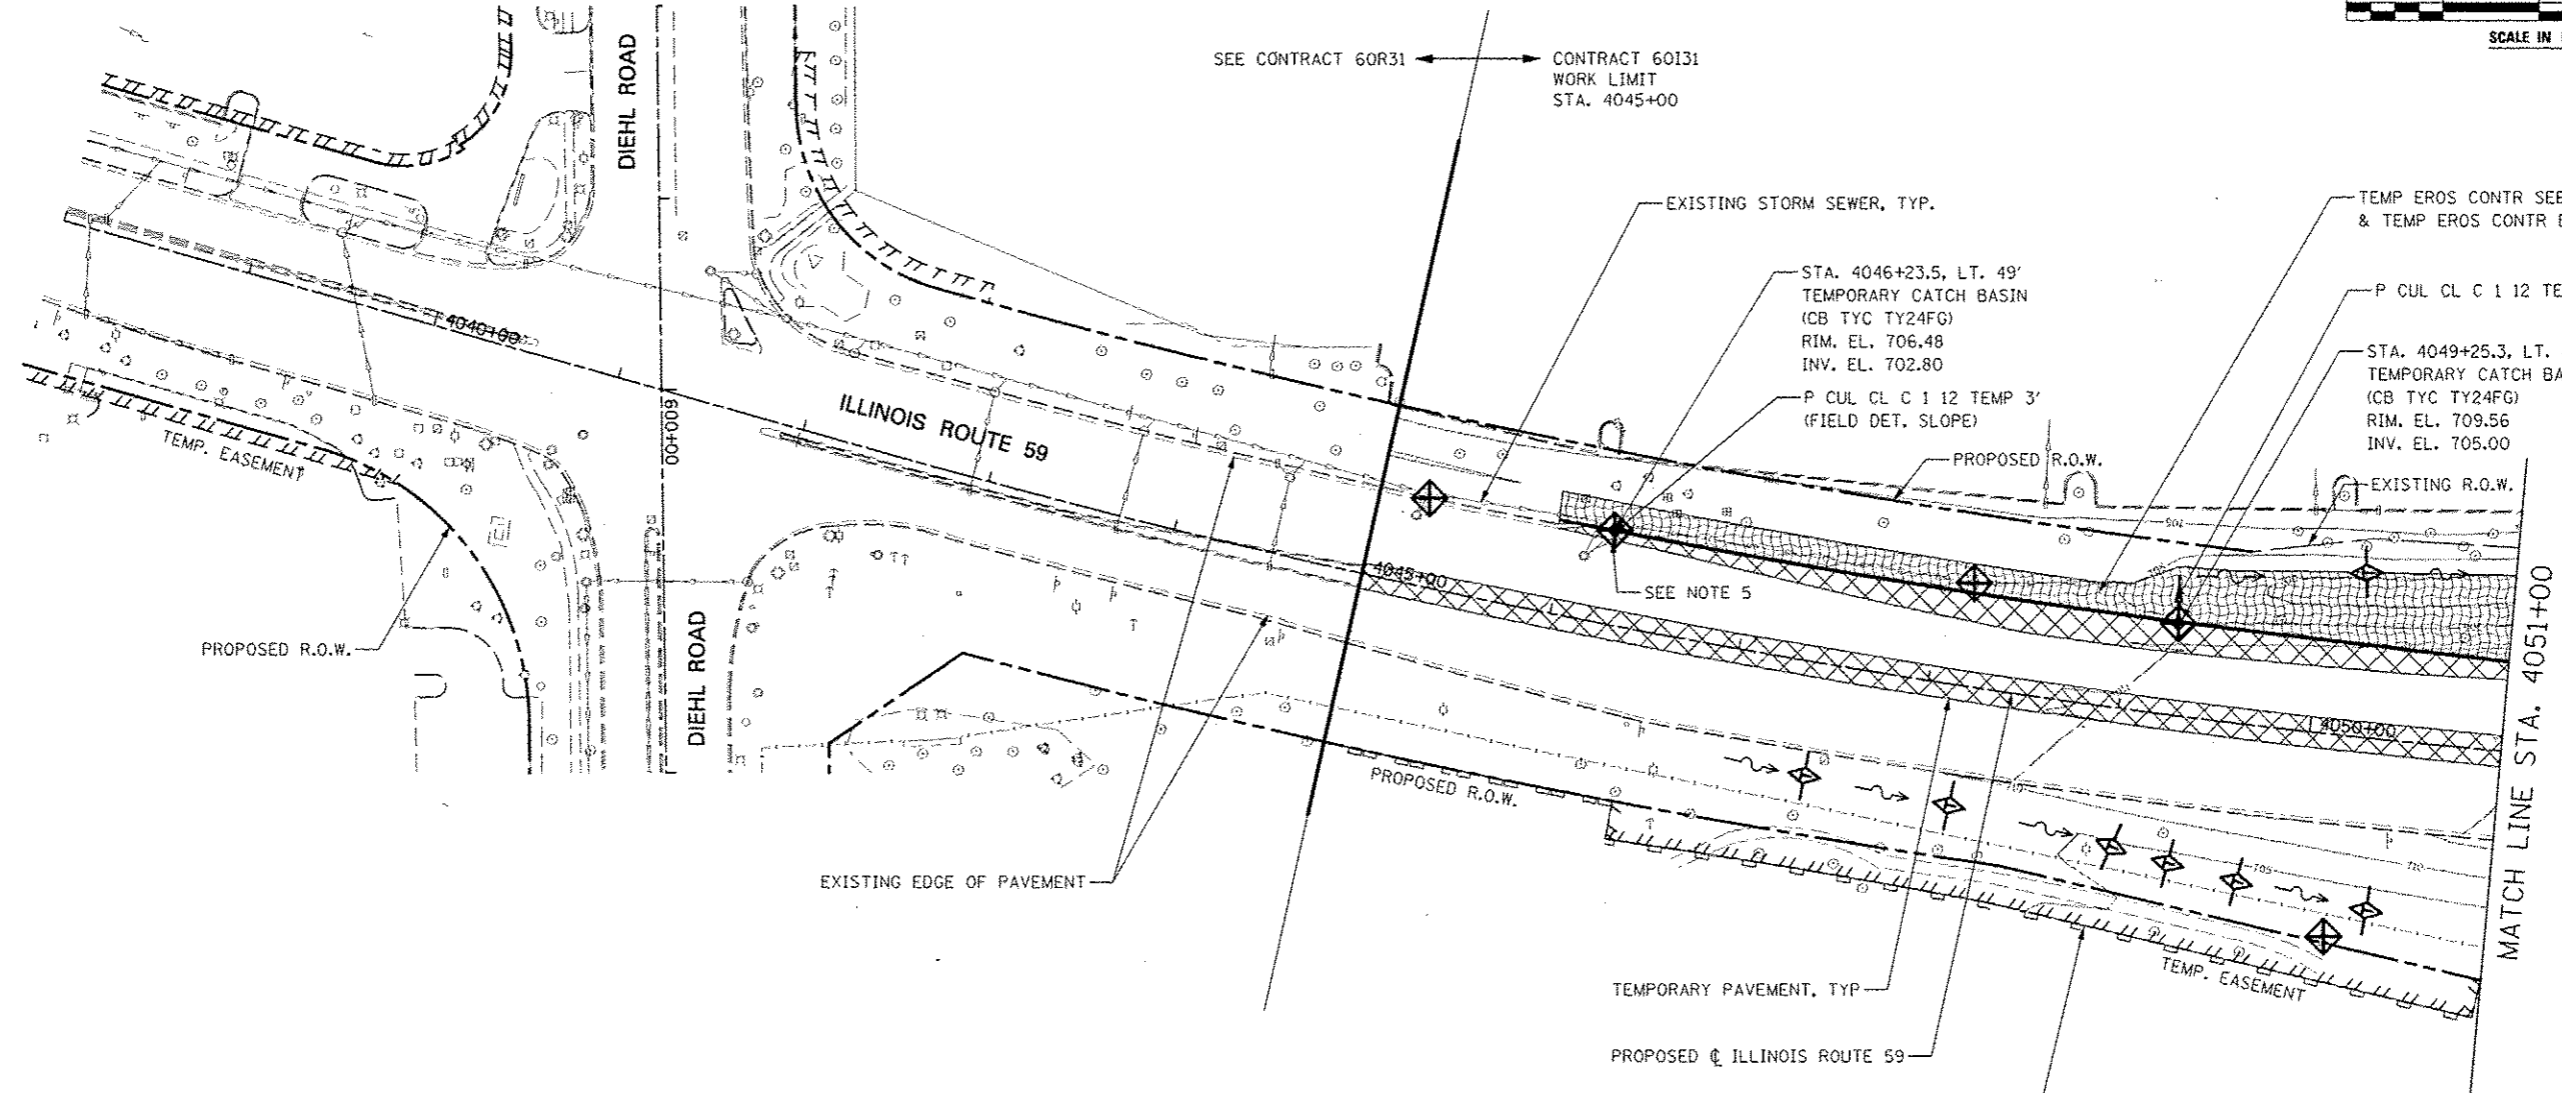 SCALE IN
DIEHL ROAD
SEE CONTRACT 60R31
CONTRACT 60I31
WORK LIMIT
STA. 4045+00
EXISTING STORM SEWER, TYP.
TEMP EROS CONTR SEE
& TEMP EROS CONTR
STA. 4046+23.5, LT. 49'
TEMPORARY CATCH BASIN
(CB TYC TY24FG)
RIM. EL. 706.48
INV. EL. 702.80
P CUL CL C 1 12 TE
P CUL CL C 1 12 TEMP 3'
(FIELD DET. SLOPE)
STA. 4049+25.3, LT.
TEMPORARY CATCH BA
(CB TYC TY24FG)
RIM. EL. 709.56
INV. EL. 705.00
4040+00
600+00
ILLINOIS ROUTE 59
TEMP. EASEMENT
PROPOSED R.O.W.
EXISTING R.O.W.
705
4045+00
SEE NOTE 5
MATCH LINE STA. 4051+00
PROPOSED R.O.W.
DIEHL ROAD
4050+00
710
PROPOSED R.O.W.
710
705
EXISTING EDGE OF PAVEMENT
TEMP. EASEMENT
TEMPORARY PAVEMENT, TYP
PROPOSED ℄ ILLINOIS ROUTE 59